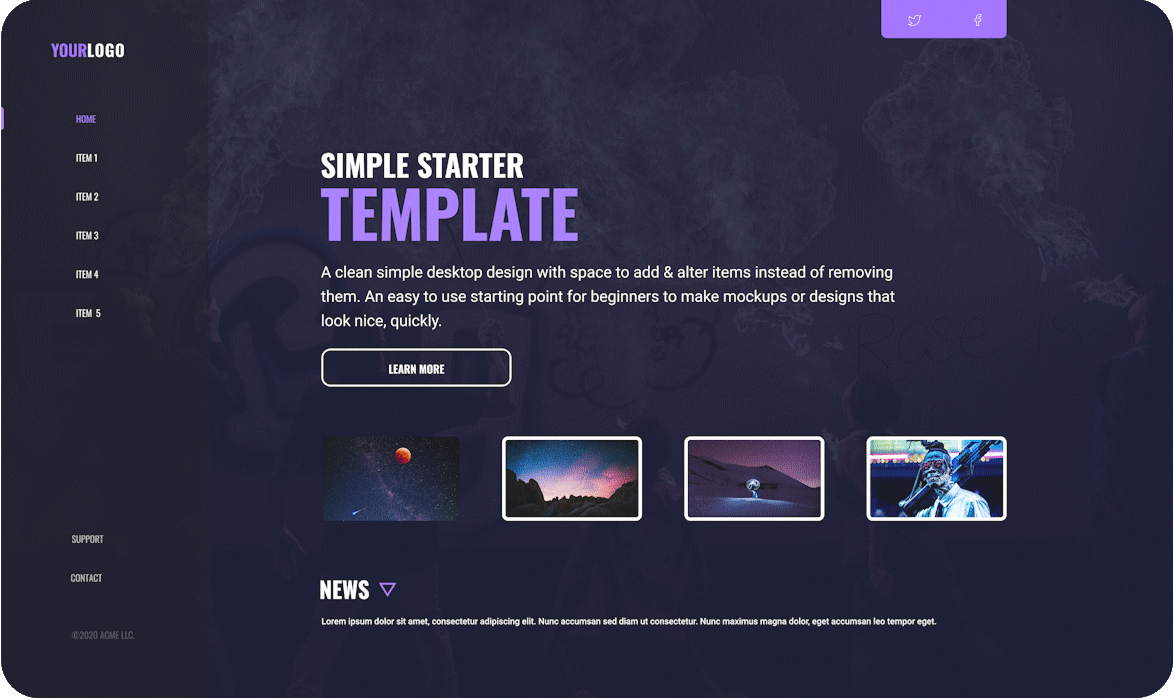 YOURLOGO
HOME
ITEM 1
ITEM 2
ITEM 3
ITEM 4
ITEM 5
SUPPORT
CONTACT
©2020 ACME LLC.
SIMPLE STARTER
TEMPLATE
A clean simple desktop design with space to add & alter items instead of removing
them. An easy to use starting point for beginners to make mockups or designs that
look nice, quickly.
LEARN MORE
Rose
NEWS
Lorem ipsum dolor sit amet, consectetur adipiscing elit. Nunc accumsan sed diam ut consectetur. Nunc maximus magna dolor, eget accumsan leo tempor eget.